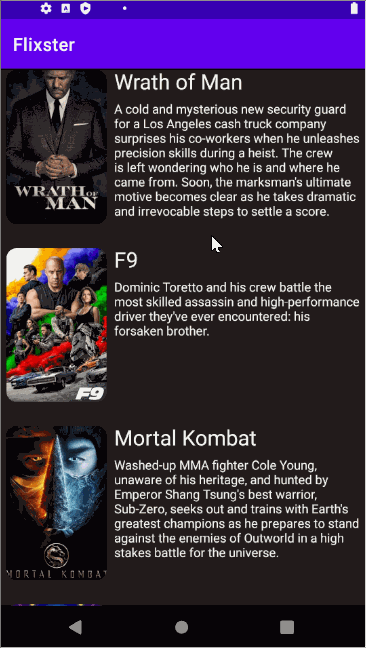 Flixster
Wrath of Man
A cold and mysterious new security guard
for a Los Angeles cash truck company
surprises his co-workers when he unleashes
precision skills during a heist. The crew
is left wondering who he is and where he
came from. Soon, the marksman's ultimate
motive becomes clear as he takes dramatic
and irrevocable steps to settle a score.
WRATH OF
MAN
F9
Dominic Toretto and his crew battle the
most skilled assassin and high-performance
driver they've ever encountered: his
forsaken brother.
F9
Mortal Kombat
Washed-up MMA fighter Cole Young,
unaware of his heritage, and hunted by
Emperor Shang Tsung's best warrior,
Sub-Zero, seeks out and trains with Earth's
greatest champions as he prepares to stand
against the enemies of Outworld in a high
stakes battle for the universe.
MORTAL KOMBAT